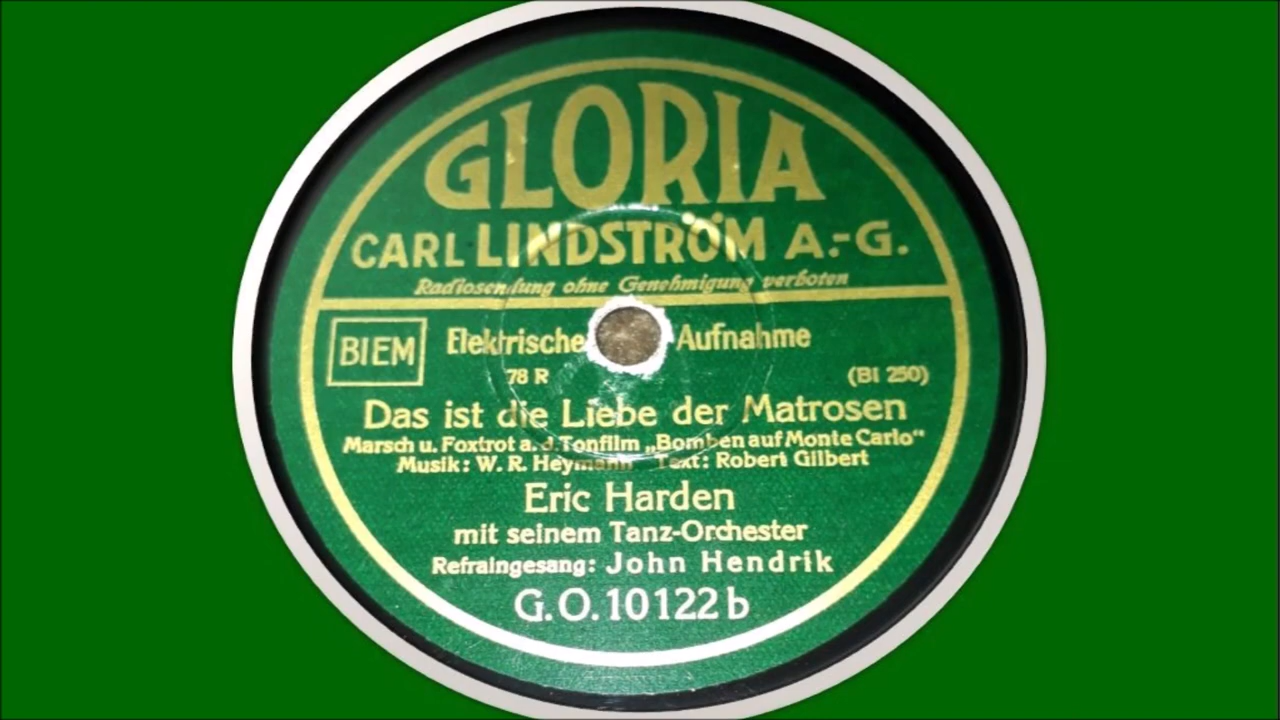 GLORIA
CARL LINDSTRÖM A.-G.
Radiosendung ohne Genehmigung verboten
BIEM Elektrische Aufnahme
78 R (BI 250)
Das ist die Liebe der Matrosen
Marsch u. Foxtrot a. d. Tonfilm „Bomben auf Monte Carlo“
Musik: W. R. Heymann Text: Robert Gilbert
Eric Harden
mit seinem Tanz-Orchester
Refraingesang: John Hendrik
G.O. 10122 b